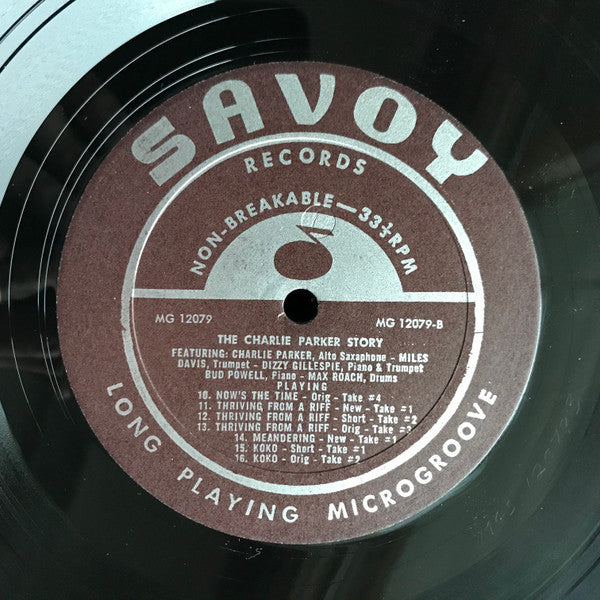 SAVOY
RECORDS
NON-BREAKABLE—33⅓RPM
MG 12079
MG 12079-B
THE CHARLIE PARKER STORY
FEATURING: CHARLIE PARKER, Alto Saxaphone - MILES
DAVIS, Trumpet - DIZZY GILLESPIE, Piano & Trumpet
BUD POWELL, Piano - MAX ROACH, Drums
PLAYING
10. NOW'S THE TIME - Orig - Take #4
11. THRIVING FROM A RIFF - New - Take #1
12. THRIVING FROM A RIFF - Short - Take #2
13. THRIVING FROM A RIFF - Orig - Take #3
14. MEANDERING - New - Take #1
15. KOKO - Short - Take #1
16. KOKO - Orig - Take #2
LONG PLAYING MICROGROOVE